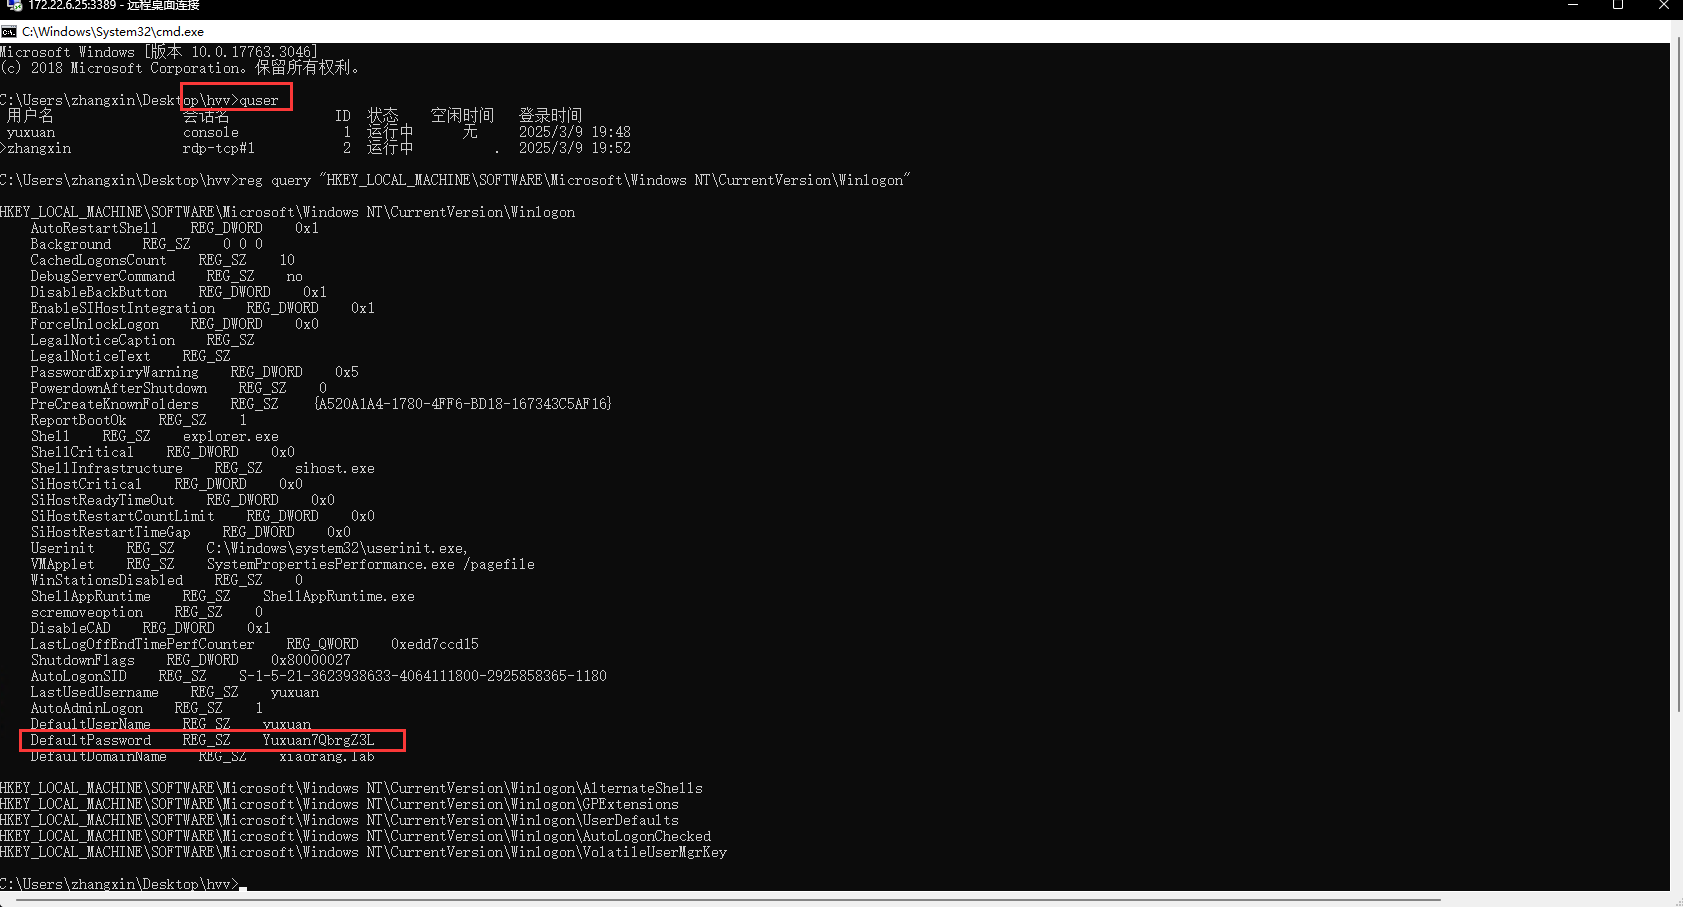 172.22.6.25:3389 - 远程桌面连接
C:\Windows\System32\cmd.exe
Microsoft Windows [版本 10.0.17763.3046]
(c) 2018 Microsoft Corporation。保留所有权利。
C:\Users\zhangxin\Desktop\hvv>quser
用户名 会话名 ID 状态 空闲时间 登录时间
yuxuan console 1 运行中 无 2025/3/9 19:48
>zhangxin rdp-tcp#1 2 运行中 . 2025/3/9 19:52
C:\Users\zhangxin\Desktop\hvv>reg query "HKEY_LOCAL_MACHINE\SOFTWARE\Microsoft\Windows NT\CurrentVersion\Winlogon"
HKEY_LOCAL_MACHINE\SOFTWARE\Microsoft\Windows NT\CurrentVersion\Winlogon
AutoRestartShell REG_DWORD 0x1
Background REG_SZ 0 0 0
CachedLogonsCount REG_SZ 10
DebugServerCommand REG_SZ no
DisableBackButton REG_DWORD 0x1
EnableSIHostIntegration REG_DWORD 0x1
ForceUnlockLogon REG_DWORD 0x0
LegalNoticeCaption REG_SZ
LegalNoticeText REG_SZ
PasswordExpiryWarning REG_DWORD 0x5
PowerdownAfterShutdown REG_SZ 0
PreCreateKnownFolders REG_SZ {A520A1A4-1780-4FF6-BD18-167343C5AF16}
ReportBootOk REG_SZ 1
Shell REG_SZ explorer.exe
ShellCritical REG_DWORD 0x0
ShellInfrastructure REG_SZ sihost.exe
SiHostCritical REG_DWORD 0x0
SiHostReadyTimeOut REG_DWORD 0x0
SiHostRestartCountLimit REG_DWORD 0x0
SiHostRestartTimeGap REG_DWORD 0x0
Userinit REG_SZ C:\Windows\system32\userinit.exe,
VMApplet REG_SZ SystemPropertiesPerformance.exe /pagefile
WinStationsDisabled REG_SZ 0
ShellAppRuntime REG_SZ ShellAppRuntime.exe
scremoveoption REG_SZ 0
DisableCAD REG_DWORD 0x1
LastLogOffEndTimePerfCounter REG_QWORD 0xedd7ccd15
ShutdownFlags REG_DWORD 0x80000027
AutoLogonSID REG_SZ S-1-5-21-3623938633-4064111800-2925858365-1180
LastUsedUsername REG_SZ yuxuan
AutoAdminLogon REG_SZ 1
DefaultUserName REG_SZ yuxuan
DefaultPassword REG_SZ Yuxuan7QbrgZ3L
DefaultDomainName REG_SZ xiaorang.lab
HKEY_LOCAL_MACHINE\SOFTWARE\Microsoft\Windows NT\CurrentVersion\Winlogon\AlternateShells
HKEY_LOCAL_MACHINE\SOFTWARE\Microsoft\Windows NT\CurrentVersion\Winlogon\GPExtensions
HKEY_LOCAL_MACHINE\SOFTWARE\Microsoft\Windows NT\CurrentVersion\Winlogon\UserDefaults
HKEY_LOCAL_MACHINE\SOFTWARE\Microsoft\Windows NT\CurrentVersion\Winlogon\AutoLogonChecked
HKEY_LOCAL_MACHINE\SOFTWARE\Microsoft\Windows NT\CurrentVersion\Winlogon\VolatileUserMgrKey
C:\Users\zhangxin\Desktop\hvv>